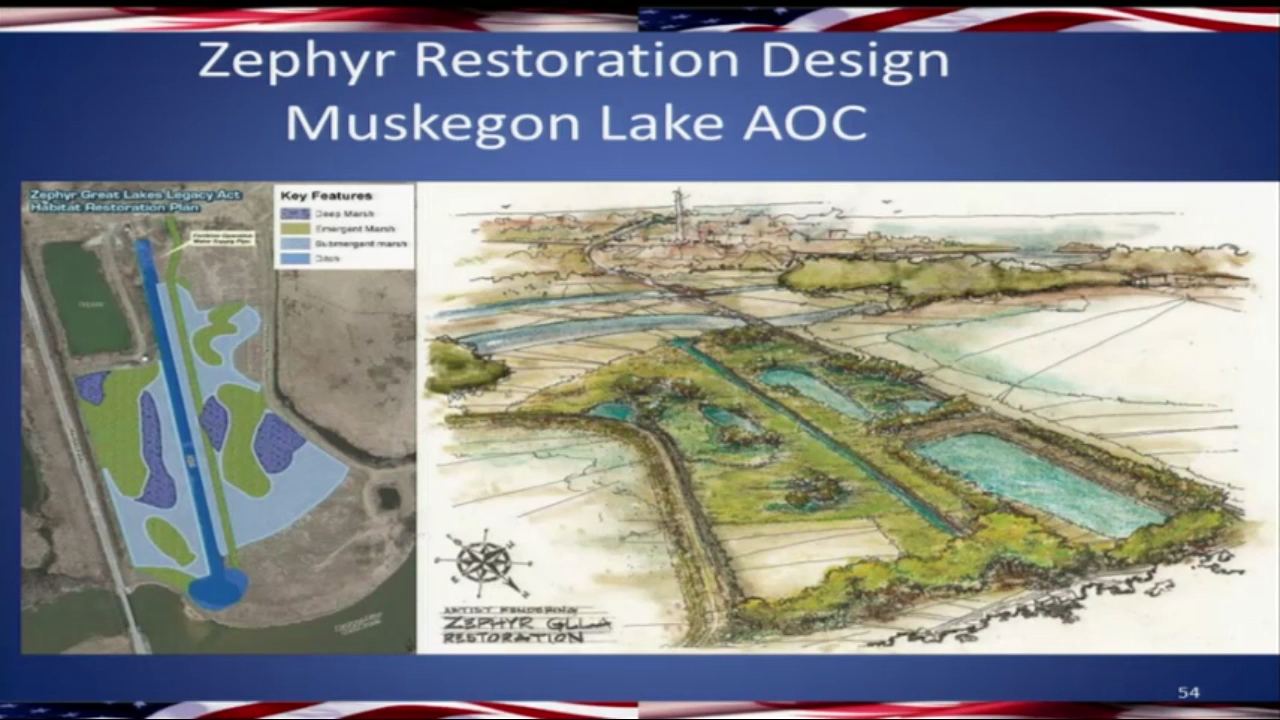 Zephyr Restoration Design
Muskegon Lake AOC
Zephyr Great Lakes Legacy Act
Habitat Restoration Plan
Key Features
Deep Marsh
Emergent Marsh
Submergent marsh
Ditch
ARTIST RENDERING
ZEPHYR GLLA
RESTORATION
54